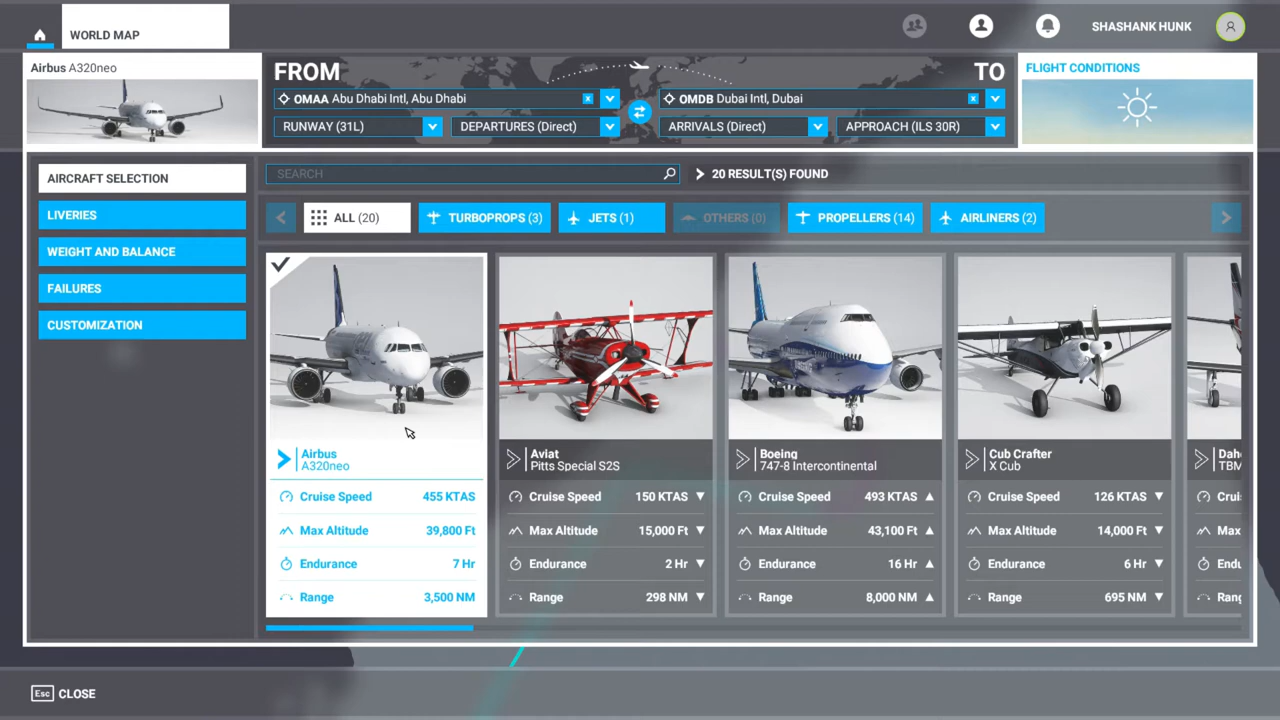 WORLD MAP
SHASHANK HUNK
Airbus A320neo
FROM
TO
OMAA Abu Dhabi Intl, Abu Dhabi
x
OMDB Dubai Intl, Dubai
x
RUNWAY (31L)
DEPARTURES (Direct)
ARRIVALS (Direct)
APPROACH (ILS 30R)
FLIGHT CONDITIONS
AIRCRAFT SELECTION
LIVERIES
WEIGHT AND BALANCE
FAILURES
CUSTOMIZATION
SEARCH
20 RESULT(S) FOUND
ALL (20)
TURBOPROPS (3)
JETS (1)
OTHERS (0)
PROPELLERS (14)
AIRLINERS (2)
Airbus
A320neo
Cruise Speed 455 KTAS
Max Altitude 39,800 Ft
Endurance 7 Hr
Range 3,500 NM
Aviat
Pitts Special S2S
Cruise Speed 150 KTAS
Max Altitude 15,000 Ft
Endurance 2 Hr
Range 298 NM
Boeing
747-8 Intercontinental
Cruise Speed 493 KTAS
Max Altitude 43,100 Ft
Endurance 16 Hr
Range 8,000 NM
Cub Crafter
X Cub
Cruise Speed 126 KTAS
Max Altitude 14,000 Ft
Endurance 6 Hr
Range 695 NM
Dah
TBM
Crui
Max
Endu
Rang
Esc CLOSE